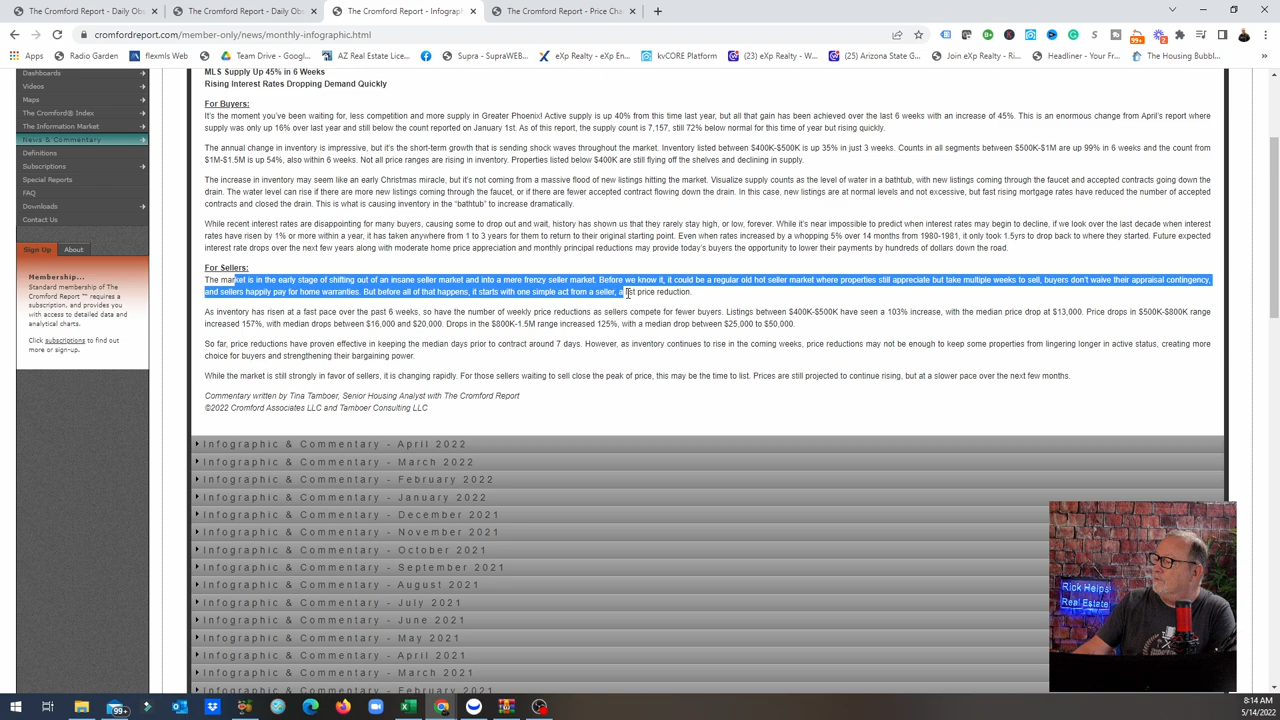 The Cromford Report - Daily Obs
The Cromford Report - Daily Obs
The Cromford Report - Infograp
The Cromford Report - Price Cha
cromfordreport.com/member-only/news/monthly-infographic.html
Radio Garden
flexmls Web
Team Drive - Google...
AZ Real Estate Lice...
Supra - SupraWEB...
eXp Realty - eXp R...
kvCORE Platform
(23) eXp Realty - W...
(25) Arizona State G...
Join eXp Realty - Ri...
Headliner - Your Fr...
The Housing Bubbl...
Dashboards
Videos
Maps
The Cromford® Index
The Information Market
News & Commentary
Definitions
Subscriptions
Special Reports
FAQ
Downloads
Contact Us
Sign Up
About
Membership...
Standard membership of The
Cromford Report ™ requires a
subscription, and provides you
with access to detailed data and
analytical charts.
Click subscriptions to find out
more or sign-up.
MLS Supply Up 45% in 6 Weeks
Rising Interest Rates Dropping Demand Quickly
For Buyers:
It's the moment you've been waiting for, less competition and more supply in Greater Phoenix! Active supply is up 40% from this time last year, but all that gain has been achieved over the last 6 weeks with an increase of 45%. This is an enormous change from April's report where
supply was only up 16% over last year and still below the count reported on January 1st. As of this report, the supply count is 7,157, still 72% below normal for this time of year but rising quickly.
The annual change in inventory is impressive, but it's the short-term growth that is sending shock waves throughout the market. Inventory listed between $400K-$500K is up 35% in just 3 weeks. Counts in all segments between $500K-$1M are up 99% in 6 weeks and the count from
$1M-$1.5M is up 54%, also within 6 weeks. Not all price ranges are rising in inventory. Properties listed below $400K are still flying off the shelves and declining in supply.
The increase in inventory may seem like an early Christmas miracle, but it's not coming from a massive flood of new listings hitting the market. Visualize supply counts as the level of water in a bathtub, with new listings coming through the faucet and accepted contracts going down the
drain. The water level can rise if there are more new listings coming through the faucet, or if there are fewer accepted contract flowing down the drain. In this case, new listings are at normal levels and not excessive, but fast rising mortgage rates have reduced the number of accepted
contracts and closed the drain. This is what is causing inventory in the "bathtub" to increase dramatically.
While recent interest rates are disappointing for many buyers, causing some to drop out and wait, history has shown us that they rarely stay high, or low, forever. While it's near impossible to predict when interest rates may begin to decline, if we look over the last decade when interest
rates have risen by 1% or more within a year, it has taken anywhere from 1 to 3 years for them to return to their original starting point. Even when rates increased by a whopping 5% over 14 months from 1980-1981, it only took 1.5yrs to drop back to where they started. Future expected
interest rate drops over the next few years along with moderate home price appreciation and monthly principal reductions may provide today's buyers the opportunity to lower their payments by hundreds of dollars down the road.
For Sellers:
The market is in the early stage of shifting out of an insane seller market and into a mere frenzy seller market. Before we know it, it could be a regular old hot seller market where properties still appreciate but take multiple weeks to sell, buyers don't waive their appraisal contingency,
and sellers happily pay for home warranties. But before all of that happens, it starts with one simple act from a seller, a list price reduction.
As inventory has risen at a fast pace over the past 6 weeks, so have the number of weekly price reductions as sellers compete for fewer buyers. Listings between $400K-$500K have seen a 103% increase, with the median price drop at $13,000. Price drops in $500K-$800K range
increased 157%, with median drops between $16,000 and $20,000. Drops in the $800K-1.5M range increased 125%, with a median drop between $25,000 to $50,000.
So far, price reductions have proven effective in keeping the median days prior to contract around 7 days. However, as inventory continues to rise in the coming weeks, price reductions may not be enough to keep some properties from lingering longer in active status, creating more
choice for buyers and strengthening their bargaining power.
While the market is still strongly in favor of sellers, it is changing rapidly. For those sellers waiting to sell close the peak of price, this may be the time to list. Prices are still projected to continue rising, but at a slower pace over the next few months.
Commentary written by Tina Tamboer, Senior Housing Analyst with The Cromford Report
©2022 Cromford Associates LLC and Tamboer Consulting LLC
Infographic & Commentary - April 2022
Infographic & Commentary - March 2022
Infographic & Commentary - February 2022
Infographic & Commentary - January 2022
Infographic & Commentary - December 2021
Infographic & Commentary - November 2021
Infographic & Commentary - October 2021
Infographic & Commentary - September 2021
Infographic & Commentary - August 2021
Infographic & Commentary - July 2021
Infographic & Commentary - June 2021
Infographic & Commentary - May 2021
Infographic & Commentary - April 2021
Infographic & Commentary - March 2021
Infographic & Commentary - February 2021
Rick Helps
Real Estate
99+
8:14 AM
5/14/2022